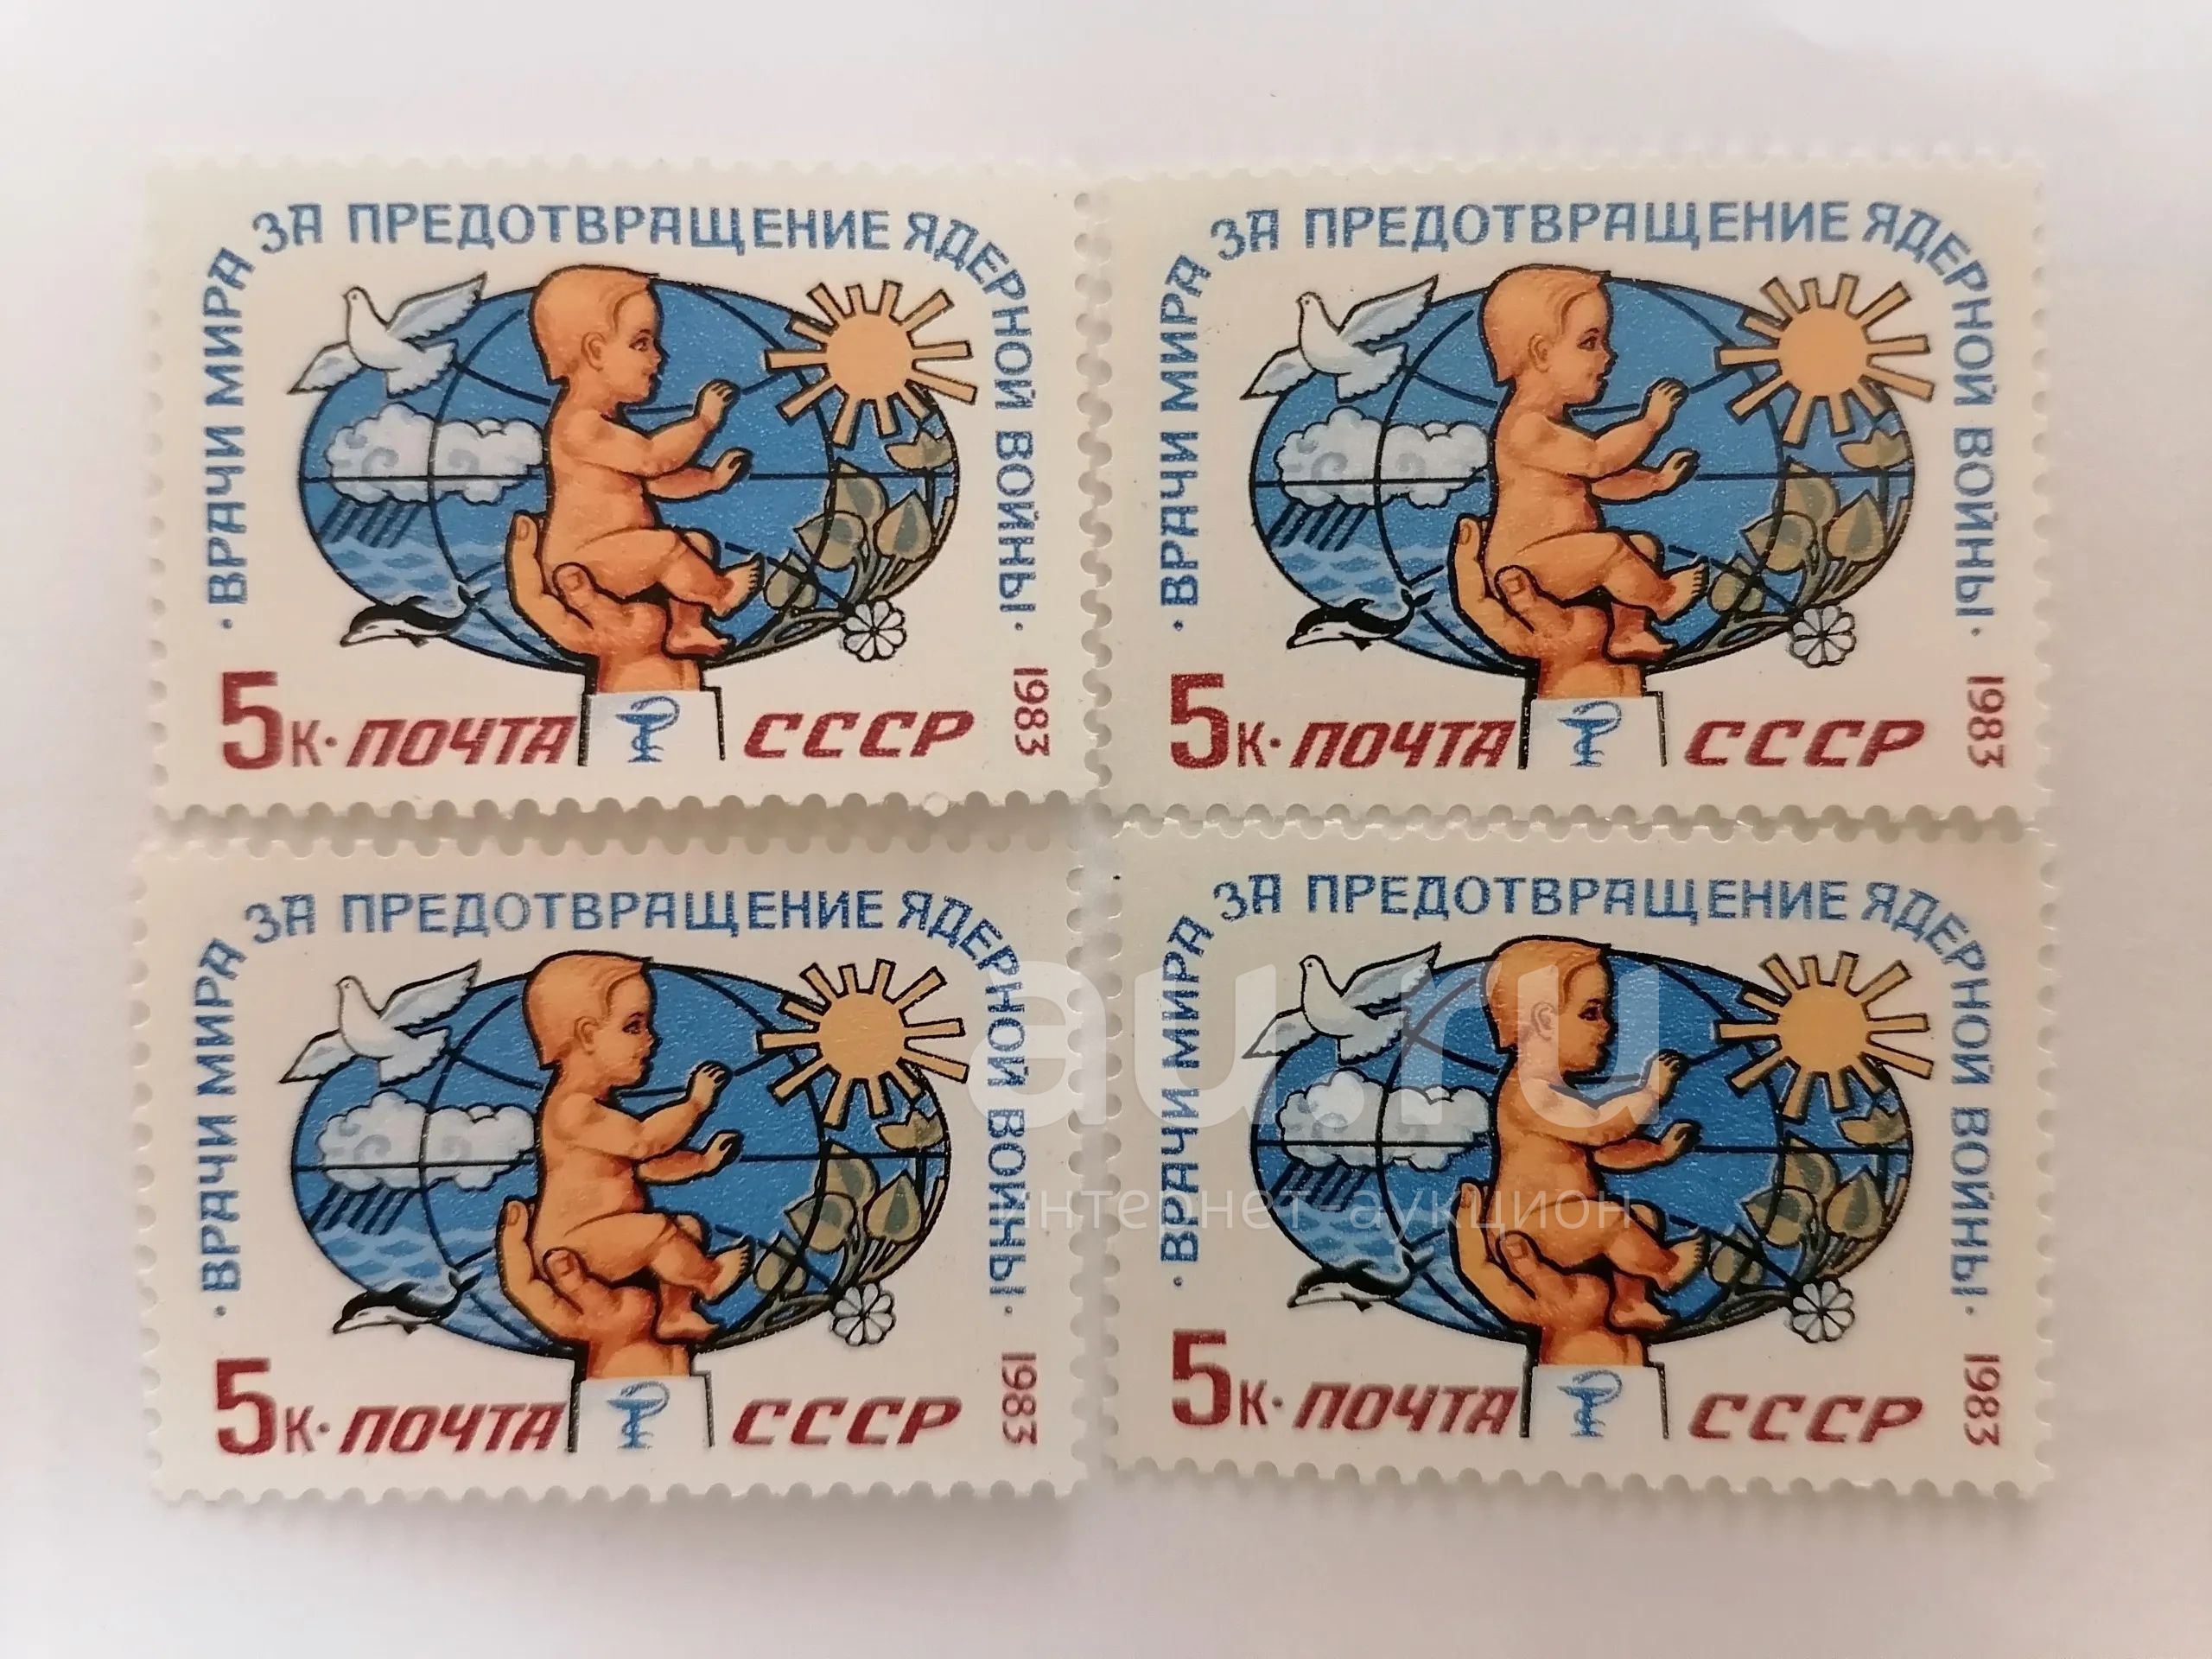 · ВРАЧИ МИРА ЗА ПРЕДОТВРАЩЕНИЕ ЯДЕРНОЙ ВОЙНЫ ·
5к · ПОЧТА СССР
1983
· ВРАЧИ МИРА ЗА ПРЕДОТВРАЩЕНИЕ ЯДЕРНОЙ ВОЙНЫ ·
5к · ПОЧТА СССР
1983
· ВРАЧИ МИРА ЗА ПРЕДОТВРАЩЕНИЕ ЯДЕРНОЙ ВОЙНЫ ·
5к · ПОЧТА СССР
1983
· ВРАЧИ МИРА ЗА ПРЕДОТВРАЩЕНИЕ ЯДЕРНОЙ ВОЙНЫ ·
5к · ПОЧТА СССР
1983
au.ru
интернет-аукцион